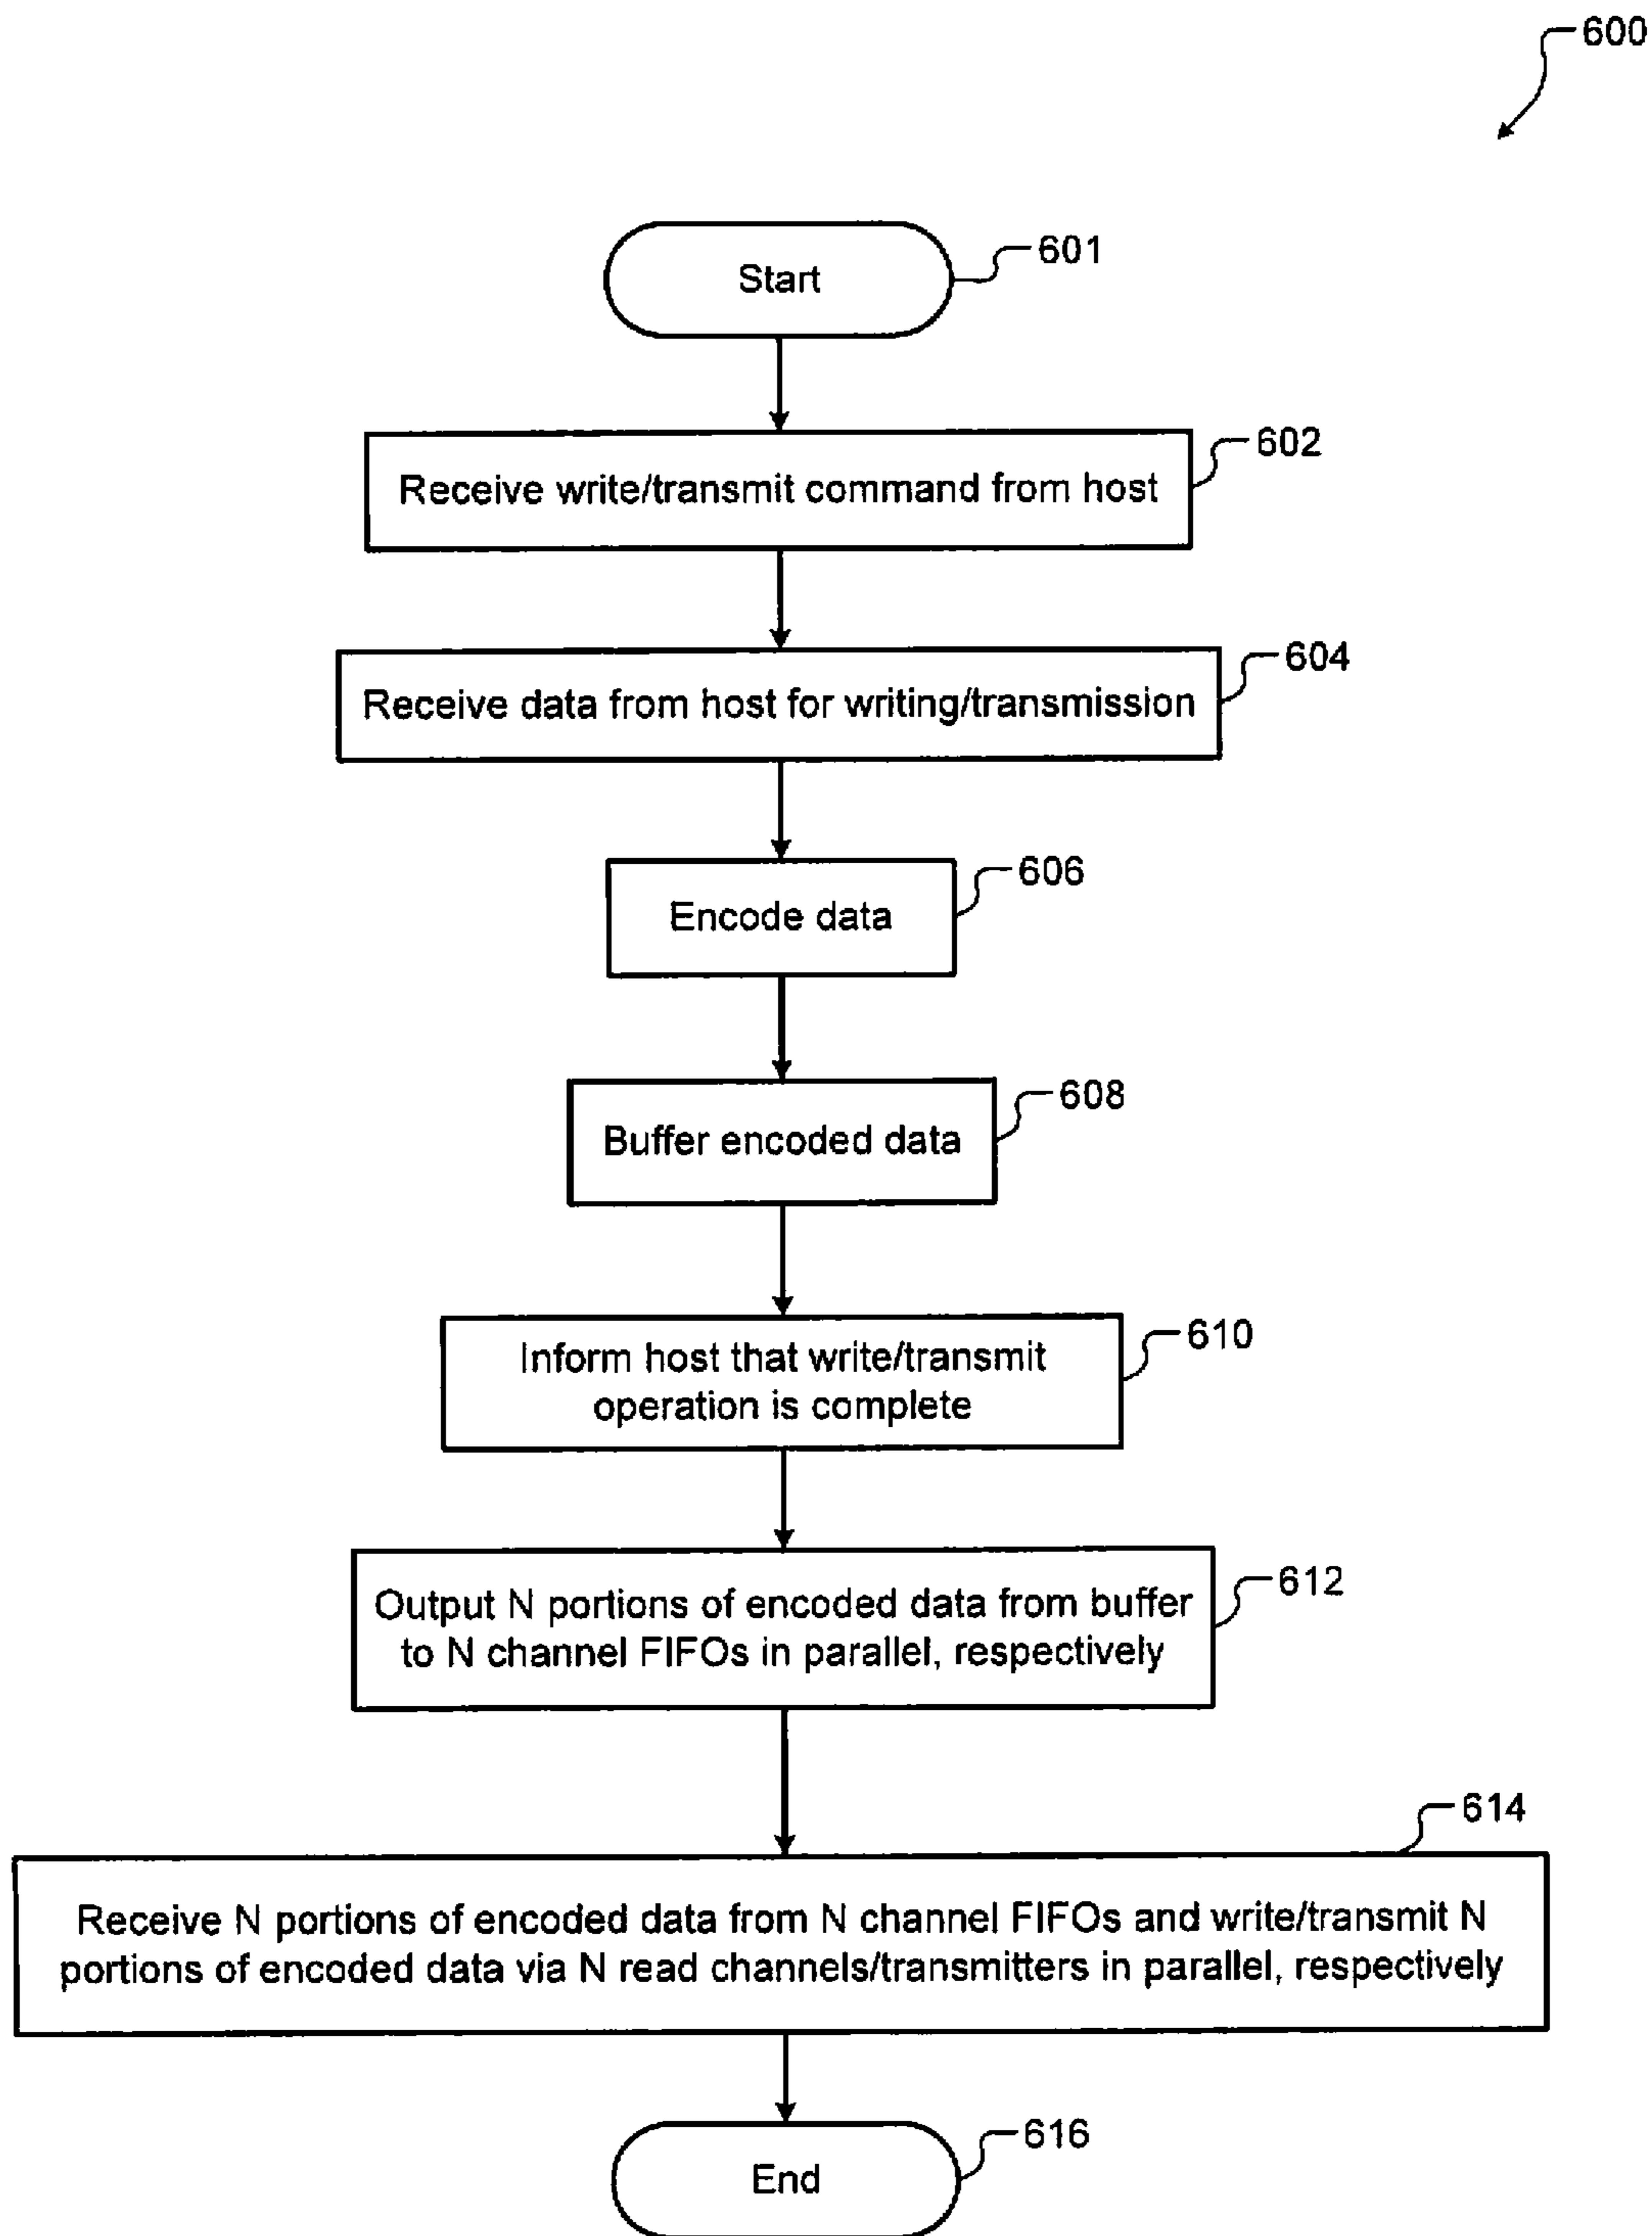 600
Start
601
Receive write/transmit command from host
602
Receive data from host for writing/transmission
604
Encode data
606
Buffer encoded data
608
Inform host that write/transmit
operation is complete
610
Output N portions of encoded data from buffer
to N channel FIFOs in parallel, respectively
612
614
Receive N portions of encoded data from N channel FIFOs and write/transmit N
portions of encoded data via N read channels/transmitters in parallel, respectively
End
616